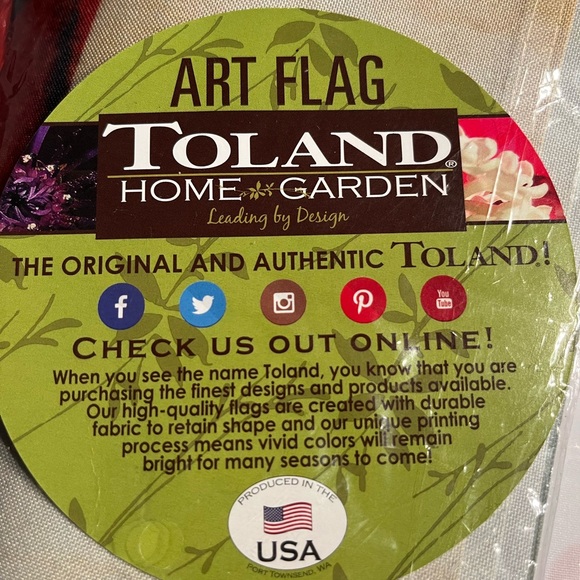 ART FLAG
TOLAND®
HOME GARDEN
Leading by Design
THE ORIGINAL AND AUTHENTIC TOLAND®!
f
You
Tube
CHECK US OUT ONLINE!
When you see the name Toland, you know that you are
purchasing the finest designs and products available.
Our high-quality flags are created with durable
fabric to retain shape and our unique printing
process means vivid colors will remain
bright for many seasons to come!
PRODUCED IN THE
USA
PORT TOWNSEND, WA